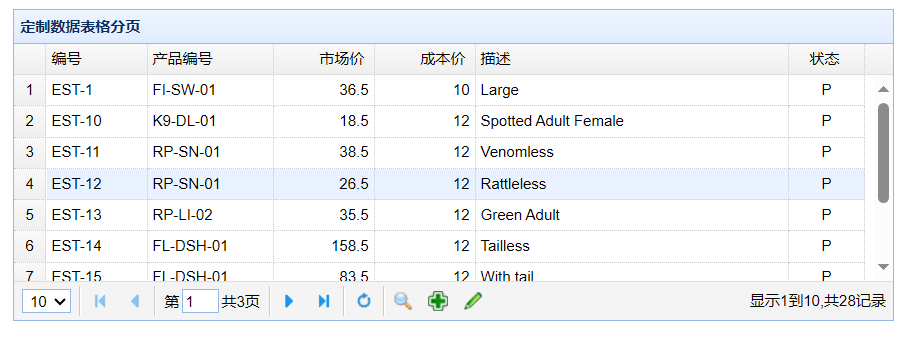 定制数据表格分页
编号 产品编号 市场价 成本价 描述 状态
1 EST-1 FI-SW-01 36.5 10 Large P
2 EST-10 K9-DL-01 18.5 12 Spotted Adult Female P
3 EST-11 RP-SN-01 38.5 12 Venomless P
4 EST-12 RP-SN-01 26.5 12 Rattleless P
5 EST-13 RP-LI-02 35.5 12 Green Adult P
6 EST-14 FL-DSH-01 158.5 12 Tailless P
7 EST-15 FL-DSH-01 83.5 12 With tail P
10 第 1 共3页 显示1到10,共28记录